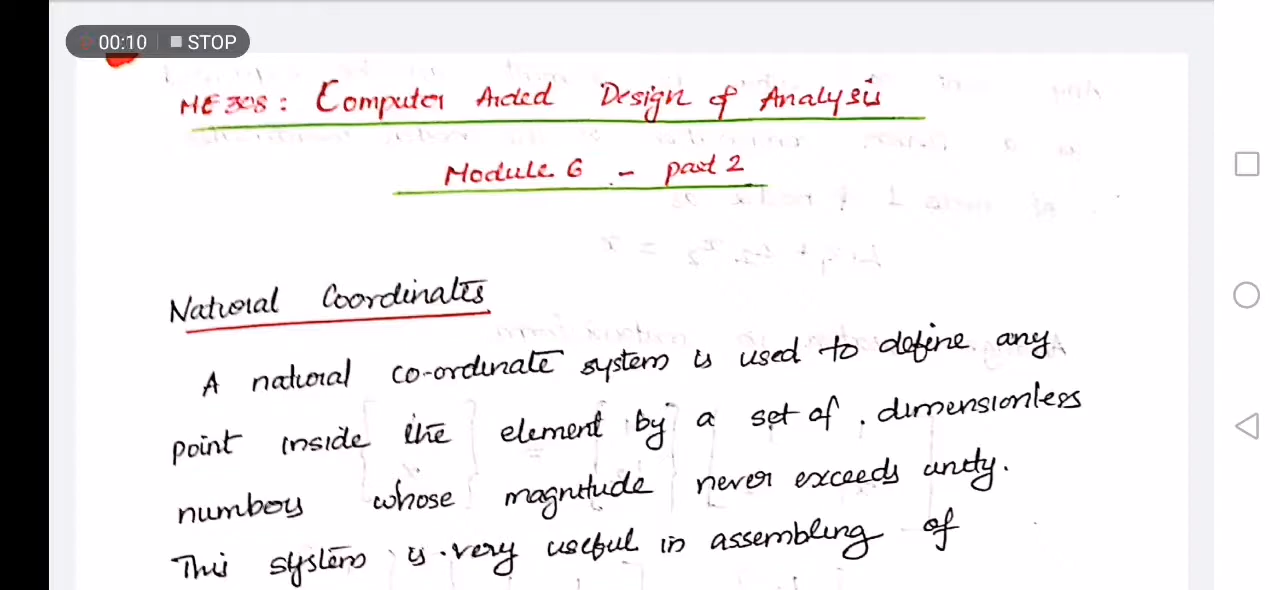 00:10 STOP
ME308: Computer Aided Design of Analysis
Module 6 - part 2
Natural Coordinates
A natural co-ordinate system is used to define any
point inside the element by a set of dimensionless
numbers whose magnitude never exceeds unity.
This system is very useful in assembling of